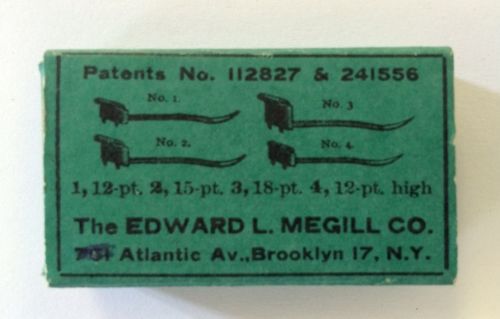 Patents No. 112827 & 241556
No. 1.
No. 3
No. 2.
No. 4.
1, 12-pt. 2, 15-pt. 3, 18-pt. 4, 12-pt. high
The EDWARD L. MEGILL CO.
Atlantic Av., Brooklyn 17, N.Y.